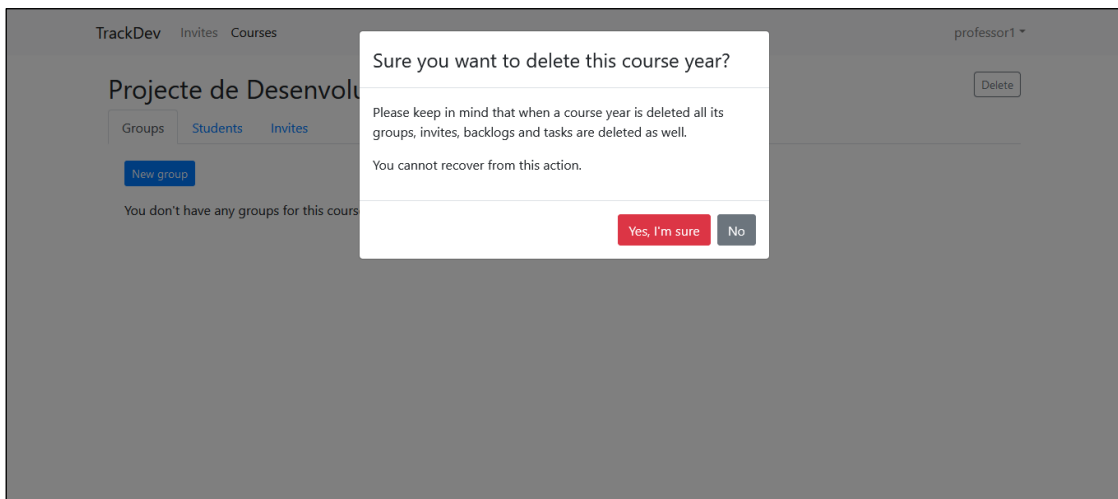 TrackDev Invites Courses professor1
Sure you want to delete this course year?
Projecte de Delete
Please keep in mind that when a course year is deleted all its
groups, invites, backlogs and tasks are deleted as well.
Groups Students Invites
You cannot recover from this action.
New group
You don't have any groups for this
Yes, I'm sure No